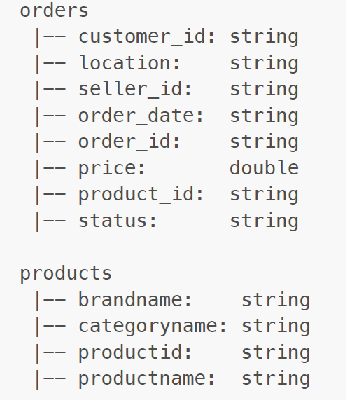 orders
|-- customer_id: string
|-- location: string
|-- seller_id: string
|-- order_date: string
|-- order_id: string
|-- price: double
|-- product_id: string
|-- status: string
products
|-- brandname: string
|-- categoryname: string
|-- productid: string
|-- productname: string